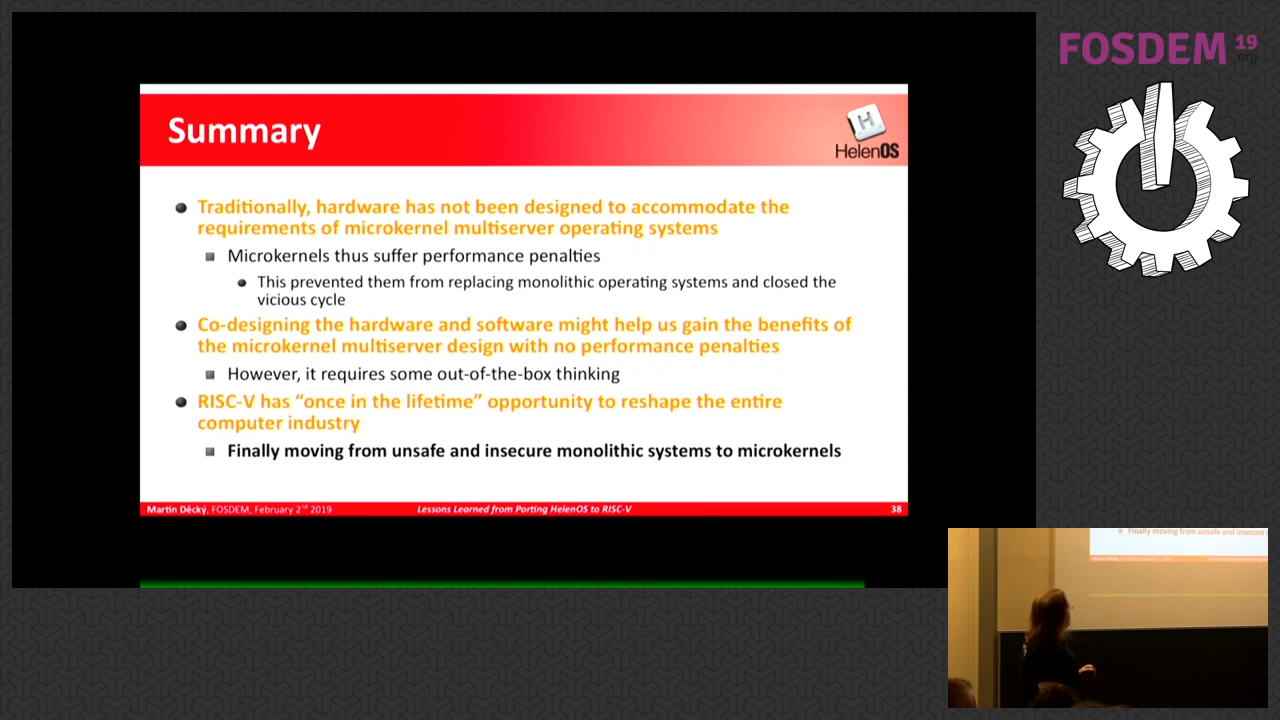 FOSDEM 19
.org
Summary
H
HelenOS
Traditionally, hardware has not been designed to accommodate the
requirements of microkernel multiserver operating systems
Microkernels thus suffer performance penalties
This prevented them from replacing monolithic operating systems and closed the
vicious cycle
Co-designing the hardware and software might help us gain the benefits of
the microkernel multiserver design with no performance penalties
However, it requires some out-of-the-box thinking
RISC-V has “once in the lifetime” opportunity to reshape the entire
computer industry
Finally moving from unsafe and insecure monolithic systems to microkernels
Martin Děcký, FOSDEM, February 2nd 2019 Lessons Learned from Porting HelenOS to RISC-V 38
Finally moving from unsafe and insecure